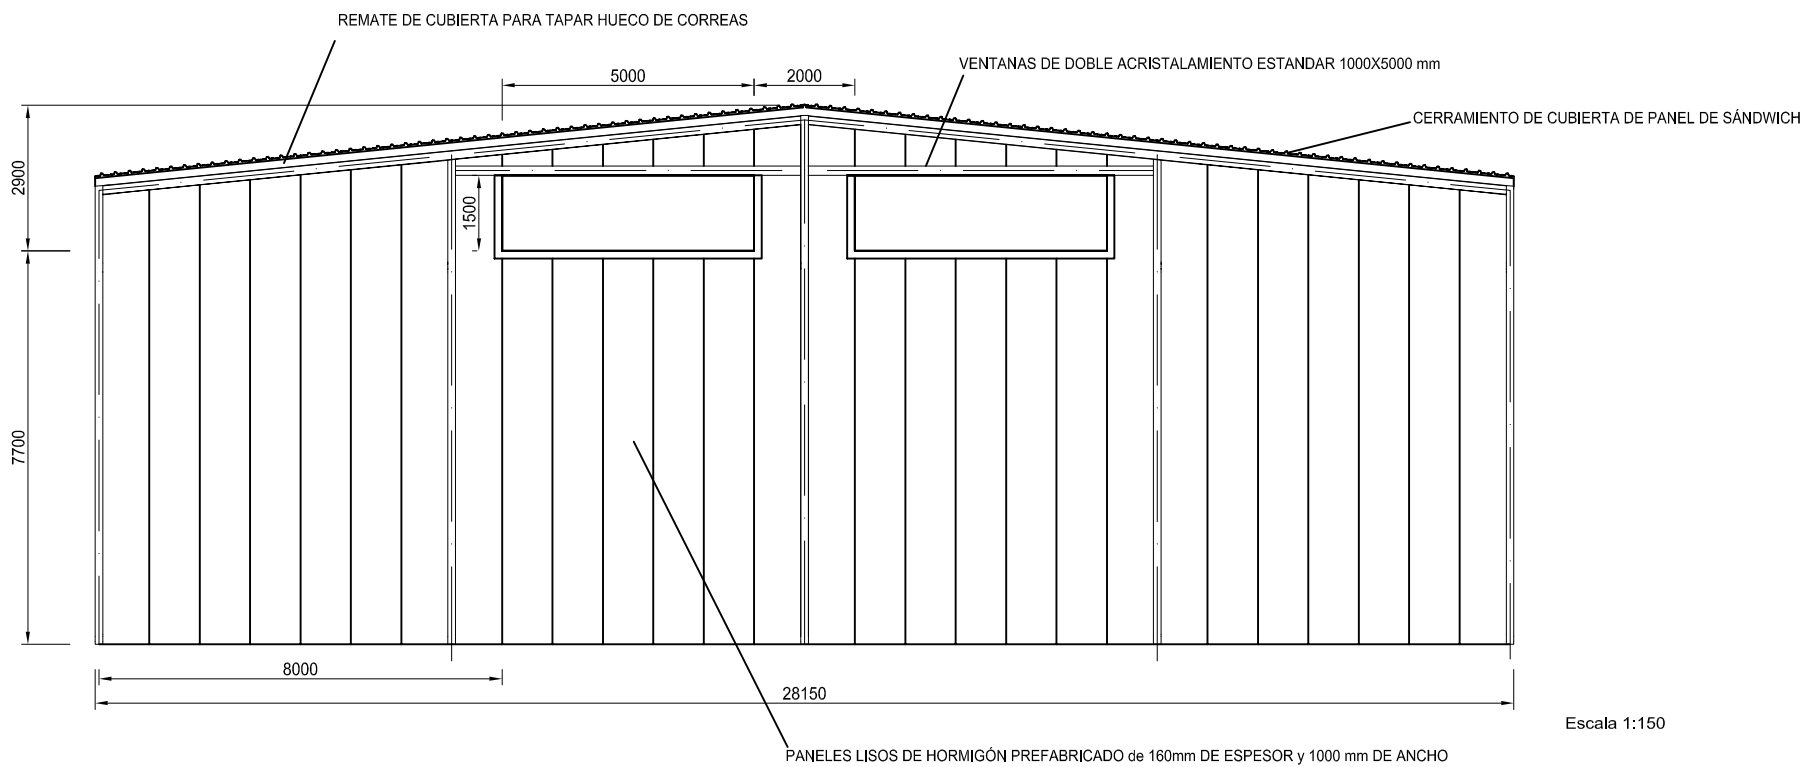 REMATE DE CUBIERTA PARA TAPAR HUECO DE CORREAS
VENTANAS DE DOBLE ACRISTALAMIENTO ESTANDAR 1000X5000 mm
5000
2000
CERRAMIENTO DE CUBIERTA DE PANEL DE SÁNDWICH
2900
1500
7700
8000
28150
Escala 1:150
PANELES LISOS DE HORMIGÓN PREFABRICADO de 160mm DE ESPESOR y 1000 mm DE ANCHO